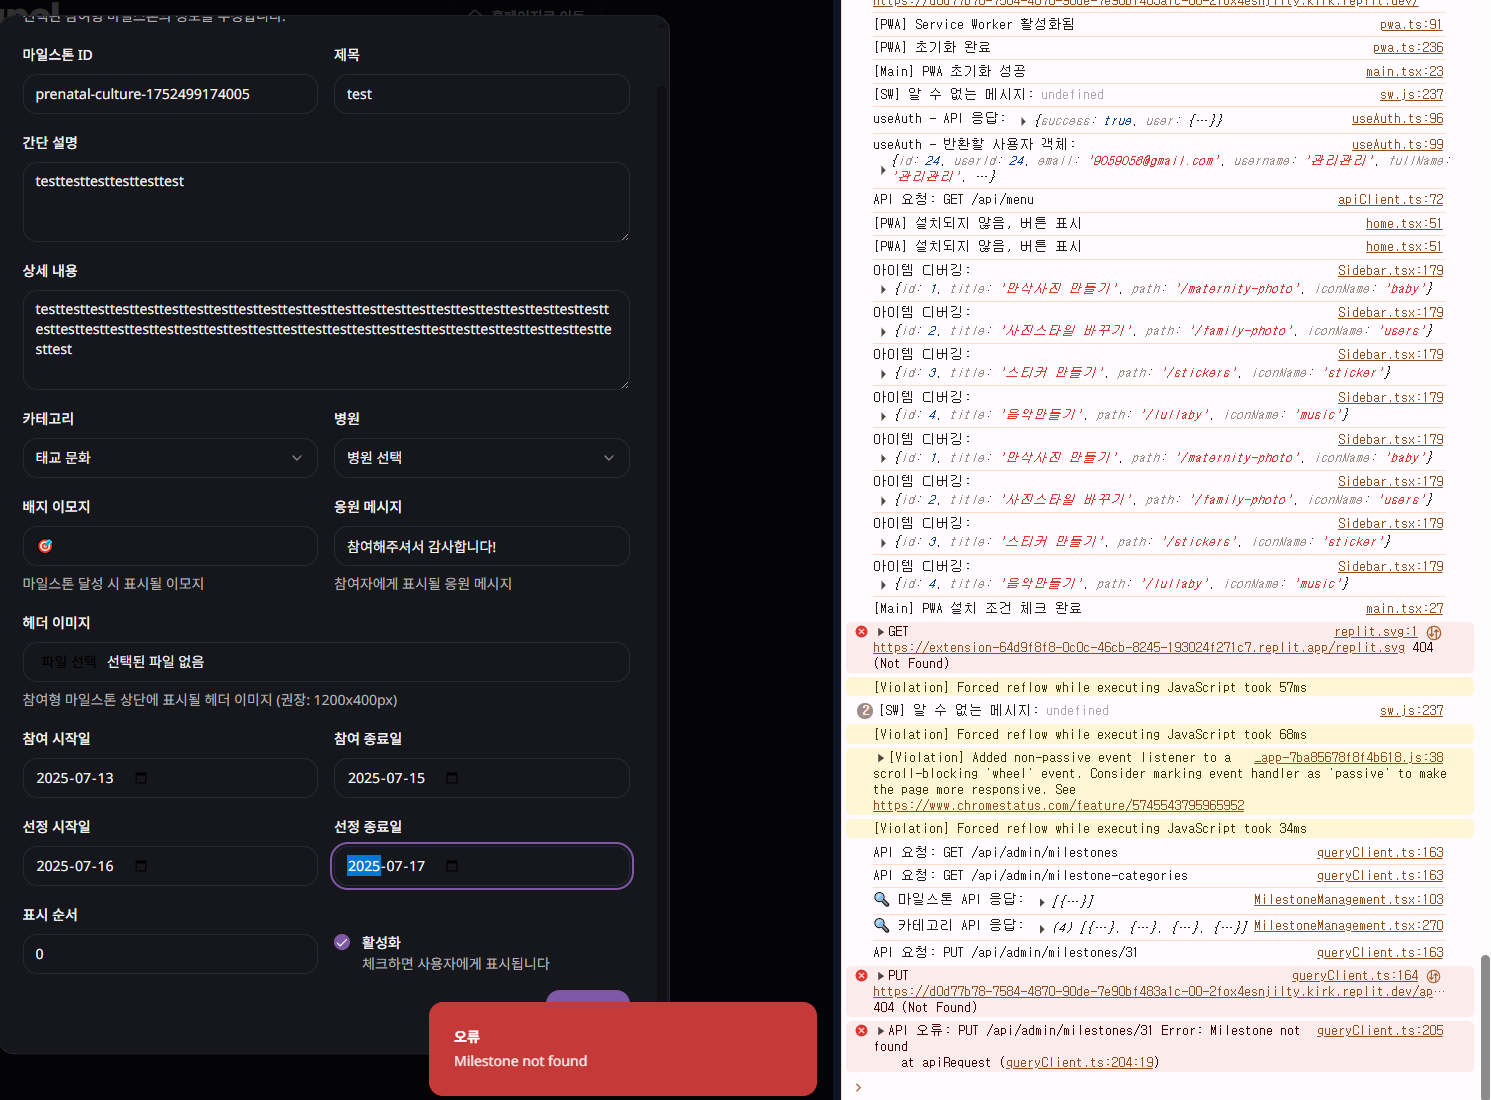 마일스톤 ID
제목
prenatal-culture-1752499174005
test
간단 설명
testtesttesttesttesttest
상세 내용
카테고리
병원
태교 문화
병원 선택
배지 이모지
응원 메시지
🎯
참여해주셔서 감사합니다!
마일스톤 달성 시 표시될 이모지
참여자에게 표시될 응원 메시지
헤더 이미지
파일 선택 선택된 파일 없음
참여형 마일스톤 상단에 표시될 헤더 이미지 (권장: 1200x400px)
참여 시작일
참여 종료일
2025-07-13
2025-07-15
선정 시작일
선정 종료일
2025-07-16
2025-07-17
표시 순서
0
활성화
체크하면 사용자에게 표시됩니다
오류
Milestone not found
[PWA] Service Worker 활성화됨 pwa.ts:91
[PWA] 초기화 완료 pwa.ts:236
[Main] PWA 초기화 성공 main.tsx:23
[SW] 알 수 없는 메시지: undefined sw.js:237
useAuth - API 응답: ▶ {success: true, user: {…}} useAuth.ts:96
useAuth - 반환할 사용자 객체: useAuth.ts:99
{id: 24, userId: 24, email: '9059056@gmail.com', username: '관리관리', fullName:
▶ '관리관리', …}
API 요청: GET /api/menu apiClient.ts:72
[PWA] 설치되지 않음, 버튼 표시 home.tsx:51
[PWA] 설치되지 않음, 버튼 표시 home.tsx:51
아이템 디버깅: Sidebar.tsx:179
▶ {id: 1, title: '만삭사진 만들기', path: '/maternity-photo', iconName: 'baby'}
아이템 디버깅: Sidebar.tsx:179
▶ {id: 2, title: '사진스타일 바꾸기', path: '/family-photo', iconName: 'users'}
아이템 디버깅: Sidebar.tsx:179
▶ {id: 3, title: '스티커 만들기', path: '/stickers', iconName: 'sticker'}
아이템 디버깅: Sidebar.tsx:179
▶ {id: 4, title: '음악만들기', path: '/lullaby', iconName: 'music'}
아이템 디버깅: Sidebar.tsx:179
▶ {id: 1, title: '만삭사진 만들기', path: '/maternity-photo', iconName: 'baby'}
아이템 디버깅: Sidebar.tsx:179
▶ {id: 2, title: '사진스타일 바꾸기', path: '/family-photo', iconName: 'users'}
아이템 디버깅: Sidebar.tsx:179
▶ {id: 3, title: '스티커 만들기', path: '/stickers', iconName: 'sticker'}
아이템 디버깅: Sidebar.tsx:179
▶ {id: 4, title: '음악만들기', path: '/lullaby', iconName: 'music'}
[Main] PWA 설치 조건 체크 완료 main.tsx:27
▶ GET replit.svg:1
https://extension-64d9f8f8-0c0c-46cb-8245-193024f271c7.replit.app/replit.svg 404
(Not Found)
[Violation] Forced reflow while executing JavaScript took 57ms
2 [SW] 알 수 없는 메시지: undefined sw.js:237
[Violation] Forced reflow while executing JavaScript took 68ms
▶ [Violation] Added non-passive event listener to a …app-7ba85678f8f4b618.js:38
scroll-blocking 'wheel' event. Consider marking event handler as 'passive' to make
the page more responsive. See
https://www.chromestatus.com/feature/5745543795965952
[Violation] Forced reflow while executing JavaScript took 34ms
API 요청: GET /api/admin/milestones queryClient.ts:163
API 요청: GET /api/admin/milestone-categories queryClient.ts:163
🔍 마일스톤 API 응답: ▶ [{…}] MilestoneManagement.tsx:103
🔍 카테고리 API 응답: ▶ (4) [{…}, {…}, {…}, {…}] MilestoneManagement.tsx:270
API 요청: PUT /api/admin/milestones/31 queryClient.ts:163
▶ PUT queryClient.ts:164
https://d0d77b78-7584-4870-90de-7e90bf483a1c-00-2fox4esnjilty.kirk.replit.dev/ap…
404 (Not Found)
▶ API 오류: PUT /api/admin/milestones/31 Error: Milestone not queryClient.ts:205
found
at apiRequest (queryClient.ts:204:19)